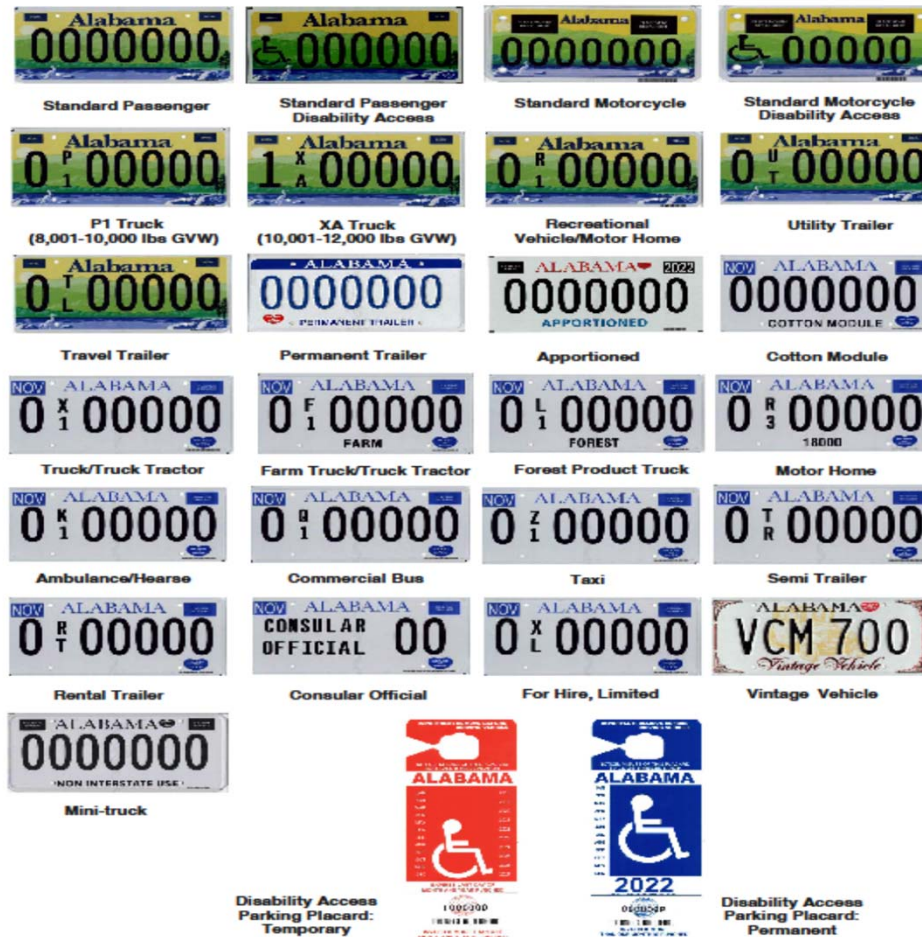 Alabama
0000000
Standard Passenger
Alabama
000000
Standard Passenger
Disability Access
Alabama
0000000
Standard Motorcycle
Alabama
00000
Standard Motorcycle
Disability Access
Alabama
0 P1 00000
P1 Truck
(8,001-10,000 lbs GVW)
Alabama
1 XA 00000
XA Truck
(10,001-12,000 lbs GVW)
Alabama
0 R1 00000
Recreational
Vehicle/Motor Home
Alabama
0 UT 00000
Utility Trailer
Alabama
0 TL 00000
Travel Trailer
ALABAMA
0000000
PERMANENT TRAILER
Permanent Trailer
ALABAMA 2022
0000000
APPORTIONED
Apportioned
NOV ALABAMA
0000000
COTTON MODULE
Cotton Module
NOV ALABAMA
0 X1 00000
Truck/Truck Tractor
NOV ALABAMA
0 F1 00000
FARM
Farm Truck/Truck Tractor
NOV ALABAMA
0 L1 00000
FOREST
Forest Product Truck
NOV ALABAMA
0 R3 00000
18000
Motor Home
NOV ALABAMA
0 K1 00000
Ambulance/Hearse
NOV ALABAMA
0 Q1 00000
Commercial Bus
NOV ALABAMA
0 Z1 00000
Taxi
NOV ALABAMA
0 TR 00000
Semi Trailer
NOV ALABAMA
0 RT 00000
Rental Trailer
NOV ALABAMA
CONSULAR
OFFICIAL 00
Consular Official
NOV ALABAMA
0 XL 00000
For Hire, Limited
ALABAMA
VCM 700
Vintage Vehicle
Vintage Vehicle
ALABAMA
0000000
NON INTERSTATE USE
Mini-truck
ALABAMA
Disability Access
Parking Placard:
Temporary
ALABAMA
2022
Disability Access
Parking Placard:
Permanent